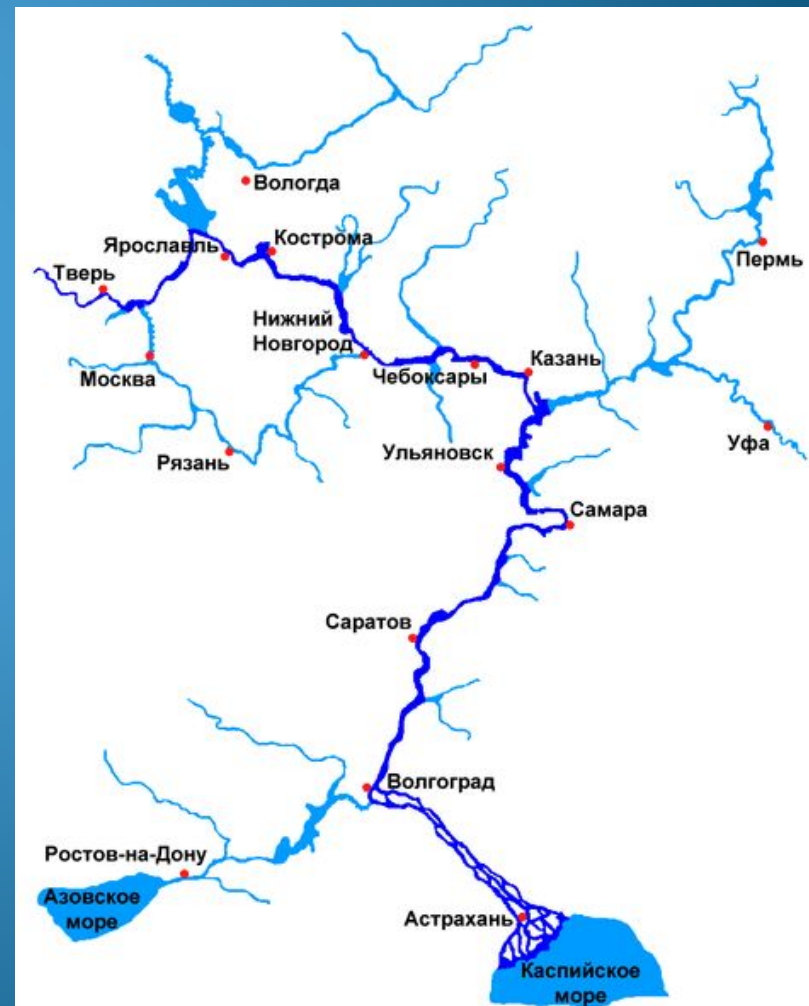 Вологда
Ярославль
Кострома
Тверь
Пермь
Нижний
Новгород
Москва
Чебоксары
Казань
Рязань
Ульяновск
Уфа
Самара
Саратов
Волгоград
Ростов-на-Дону
Азовское
море
Астрахань
Каспийское
море